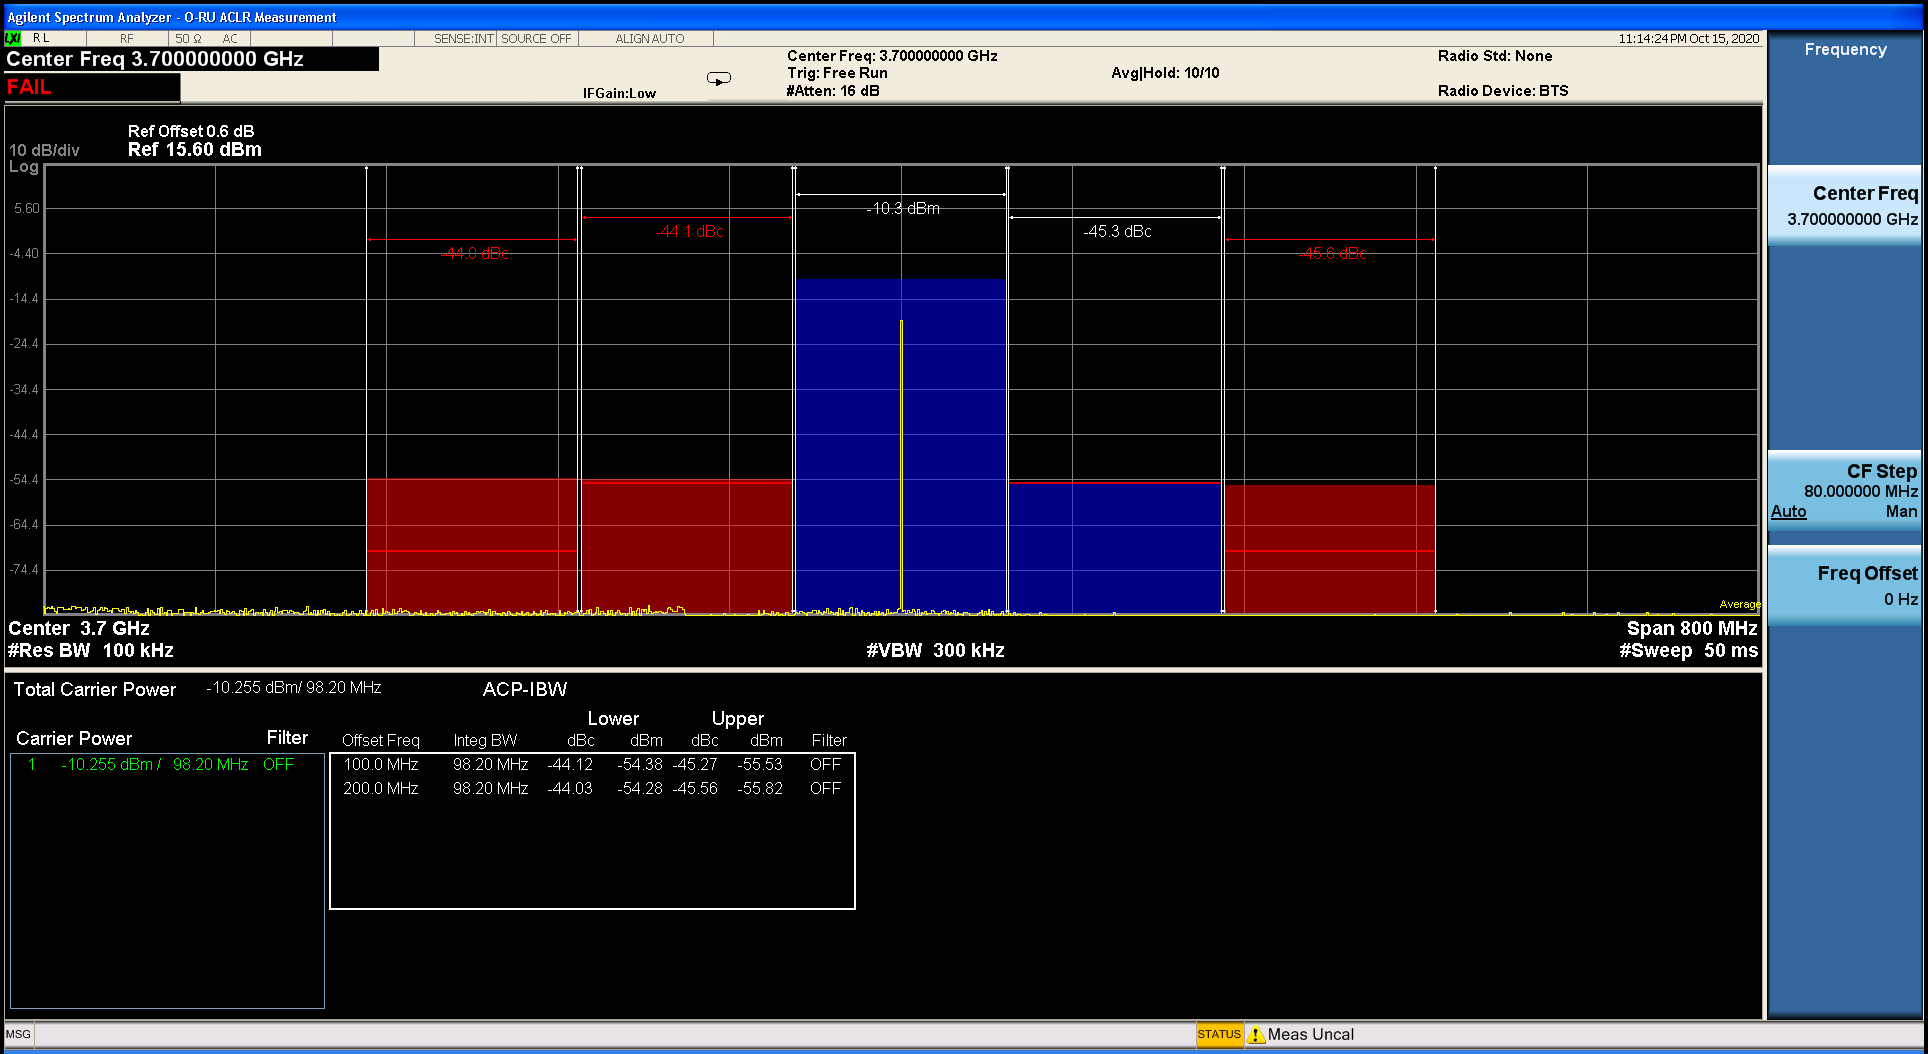 Agilent Spectrum Analyzer - O-RU ACLR Measurement
LXI R L RF 50 Ω AC SENSE:INT SOURCE OFF ALIGN AUTO 11:14:24 PM Oct 15, 2020
Center Freq 3.700000000 GHz
FAIL
IFGain:Low
Center Freq: 3.700000000 GHz
Trig: Free Run
#Atten: 16 dB
Avg|Hold: 10/10
Radio Std: None
Radio Device: BTS
Ref Offset 0.6 dB
10 dB/div Ref 15.60 dBm
Log
5.60
-4.40
-14.4
-24.4
-34.4
-44.4
-54.4
-64.4
-74.4
-10.3 dBm
-44.1 dBc
-45.3 dBc
-44.0 dBc
-45.6 dBc
Average
Center 3.7 GHz Span 800 MHz
#Res BW 100 kHz #VBW 300 kHz #Sweep 50 ms
Total Carrier Power -10.255 dBm/ 98.20 MHz ACP-IBW
Carrier Power Filter
1 -10.255 dBm / 98.20 MHz OFF
Lower Upper
Offset Freq Integ BW dBc dBm dBc dBm Filter
100.0 MHz 98.20 MHz -44.12 -54.38 -45.27 -55.53 OFF
200.0 MHz 98.20 MHz -44.03 -54.28 -45.56 -55.82 OFF
Frequency
Center Freq
3.700000000 GHz
CF Step
80.000000 MHz
Auto Man
Freq Offset
0 Hz
MSG STATUS Meas Uncal